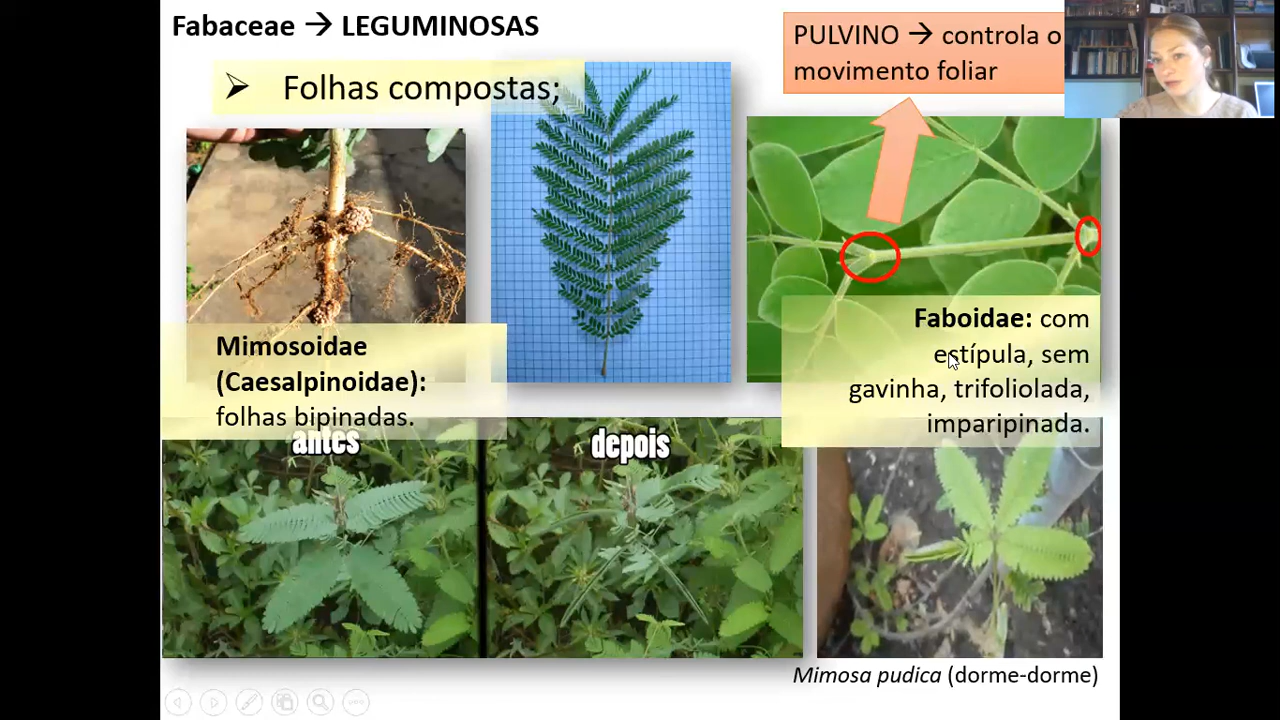 Fabaceae → LEGUMINOSAS
PULVINO → controla o
movimento foliar
➢ Folhas compostas;
Mimosoidae
(Caesalpinoidae):
folhas bipinadas.
Faboidae: com
estípula, sem
gavinha, trifoliolada,
imparipinada.
antes
depois
Mimosa pudica (dorme-dorme)